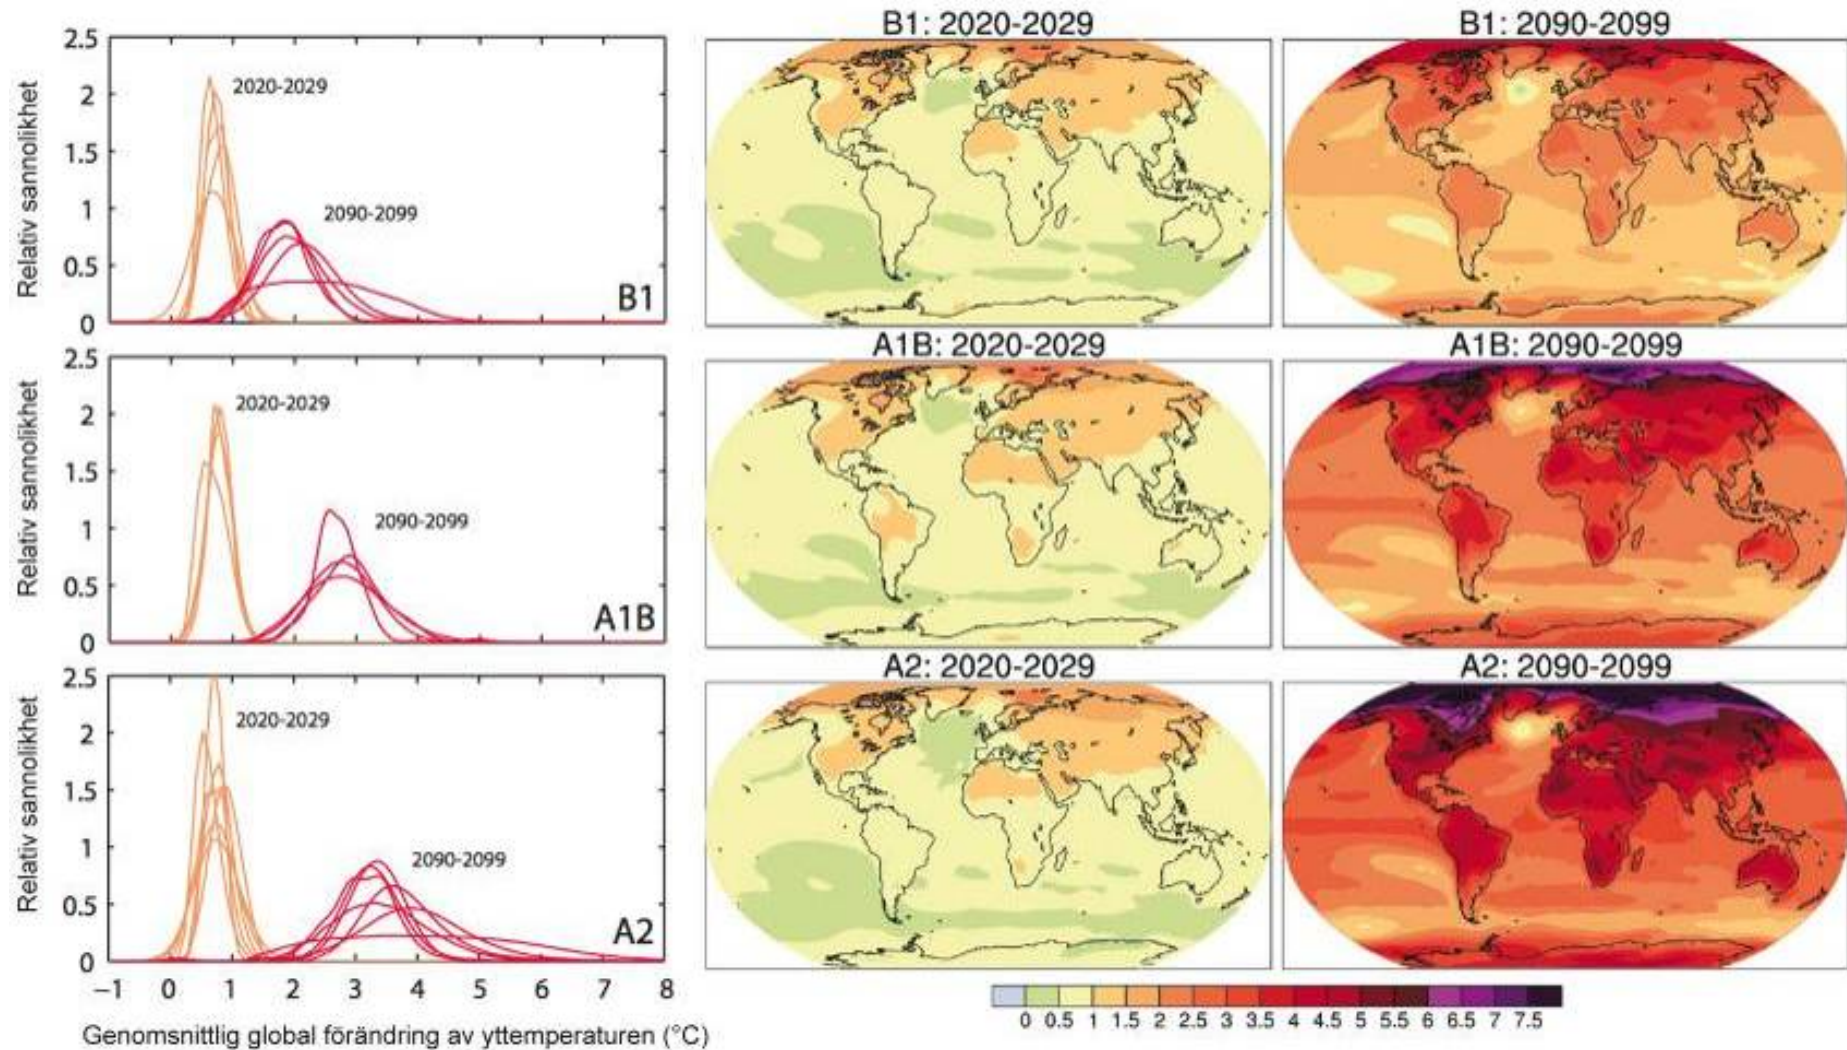 2.5
2
1.5
1
0.5
0
Relativ sannolikhet
2020-2029
2090-2099
B1
B1: 2020-2029
B1: 2090-2099
2.5
2
1.5
1
0.5
0
Relativ sannolikhet
2020-2029
2090-2099
A1B
A1B: 2020-2029
A1B: 2090-2099
2.5
2
1.5
1
0.5
0
Relativ sannolikhet
2020-2029
2090-2099
A2
A2: 2020-2029
A2: 2090-2099
−1 0 1 2 3 4 5 6 7 8
Genomsnittlig global förändring av yttemperaturen (°C)
0 0.5 1 1.5 2 2.5 3 3.5 4 4.5 5 5.5 6 6.5 7 7.5